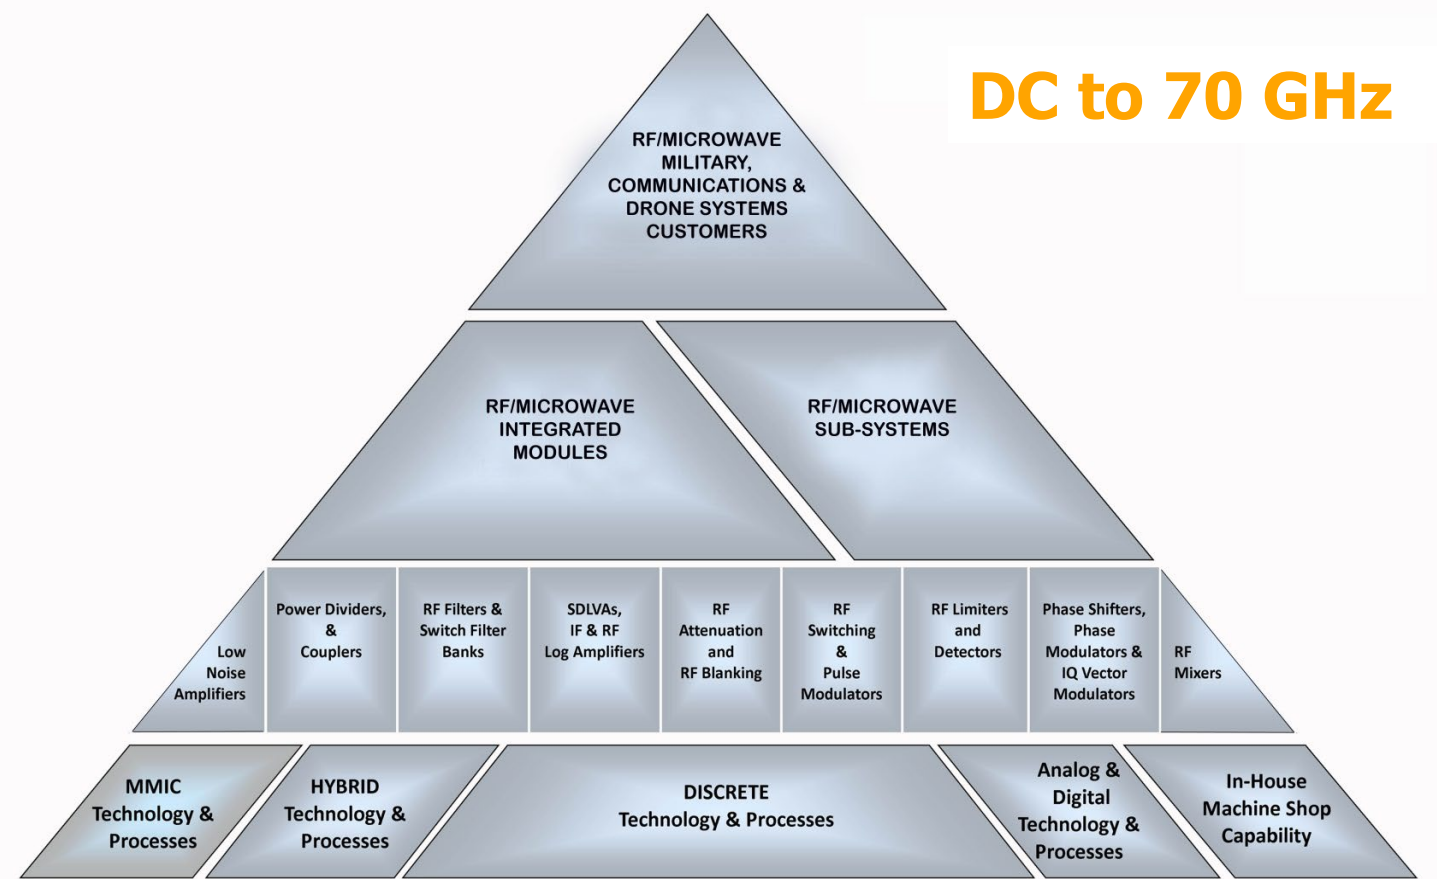 DC to 70 GHz
RF/MICROWAVE
MILITARY,
COMMUNICATIONS &
DRONE SYSTEMS
CUSTOMERS
RF/MICROWAVE
INTEGRATED
MODULES
RF/MICROWAVE
SUB-SYSTEMS
Low
Noise
Amplifiers
Power Dividers,
&
Couplers
RF Filters &
Switch Filter
Banks
SDLVAs,
IF & RF
Log Amplifiers
RF
Attenuation
and
RF Blanking
RF
Switching
&
Pulse
Modulators
RF Limiters
and
Detectors
Phase Shifters,
Phase
Modulators &
IQ Vector
Modulators
RF
Mixers
MMIC
Technology &
Processes
HYBRID
Technology &
Processes
DISCRETE
Technology & Processes
Analog &
Digital
Technology &
Processes
In-House
Machine Shop
Capability